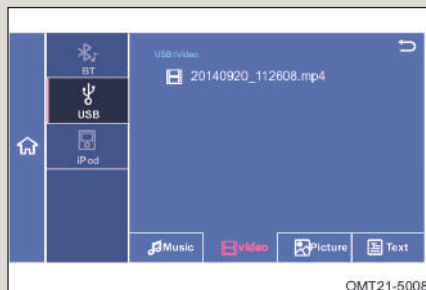 BT
USB
iPod
USB:\Video
20140920_112608.mp4
Music
video
Picture
Text
OMT21-5008